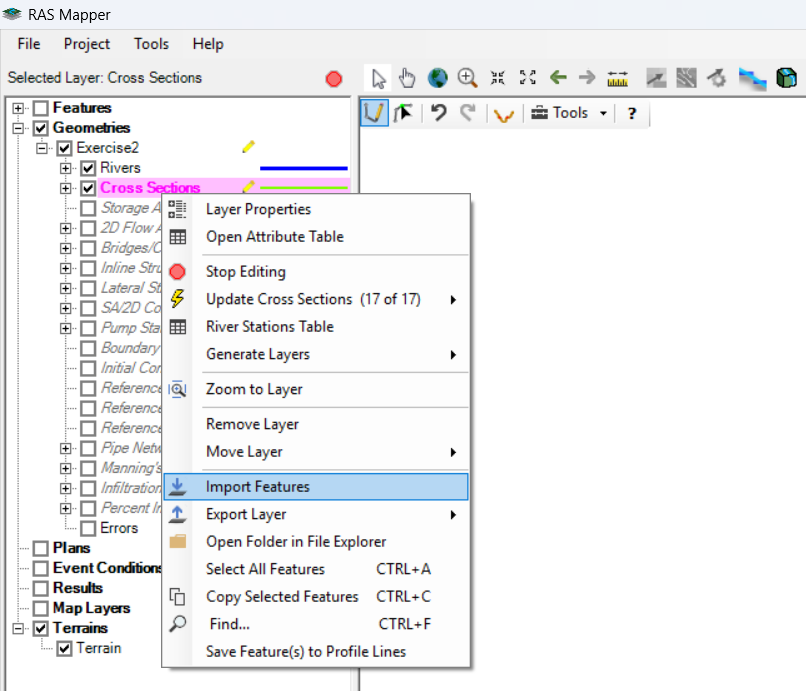 RAS Mapper
File Project Tools Help
Selected Layer: Cross Sections
Tools ?
Features
Geometries
Exercise2
Rivers
Cross Sections
Storage A
2D Flow A
Bridges/C
Inline Stru
Lateral St
SA/2D Co
Pump Sta
Boundary
Initial Con
Reference
Reference
Reference
Pipe Netw
Manning's
Infiltration
Percent Im
Errors
Plans
Event Conditions
Results
Map Layers
Terrains
Terrain
Layer Properties
Open Attribute Table
Stop Editing
Update Cross Sections (17 of 17)
River Stations Table
Generate Layers
Zoom to Layer
Remove Layer
Move Layer
Import Features
Export Layer
Open Folder in File Explorer
Select All Features CTRL+A
Copy Selected Features CTRL+C
Find... CTRL+F
Save Feature(s) to Profile Lines